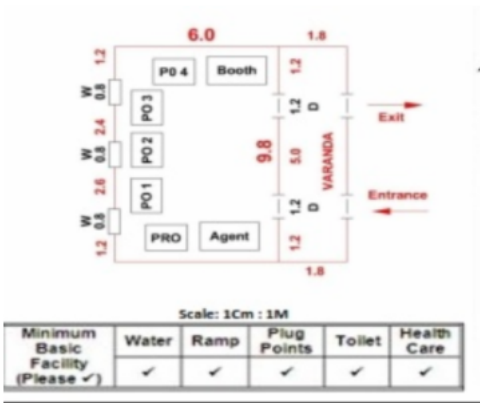 6.0
1.8
1.2
P0 4
Booth
1.2
W
0.8
PO 3
1.2
D
Exit
2.4
9.8
5.0
VARANDA
W
0.8
PO 2
2.6
PO 1
Entrance
W
0.8
1.2
D
1.2
PRO
Agent
1.2
1.8
Scale: 1Cm : 1M
Minimum Basic Facility (Please ✓)
Water
Ramp
Plug Points
Toilet
Health Care
✓ ✓ ✓ ✓ ✓